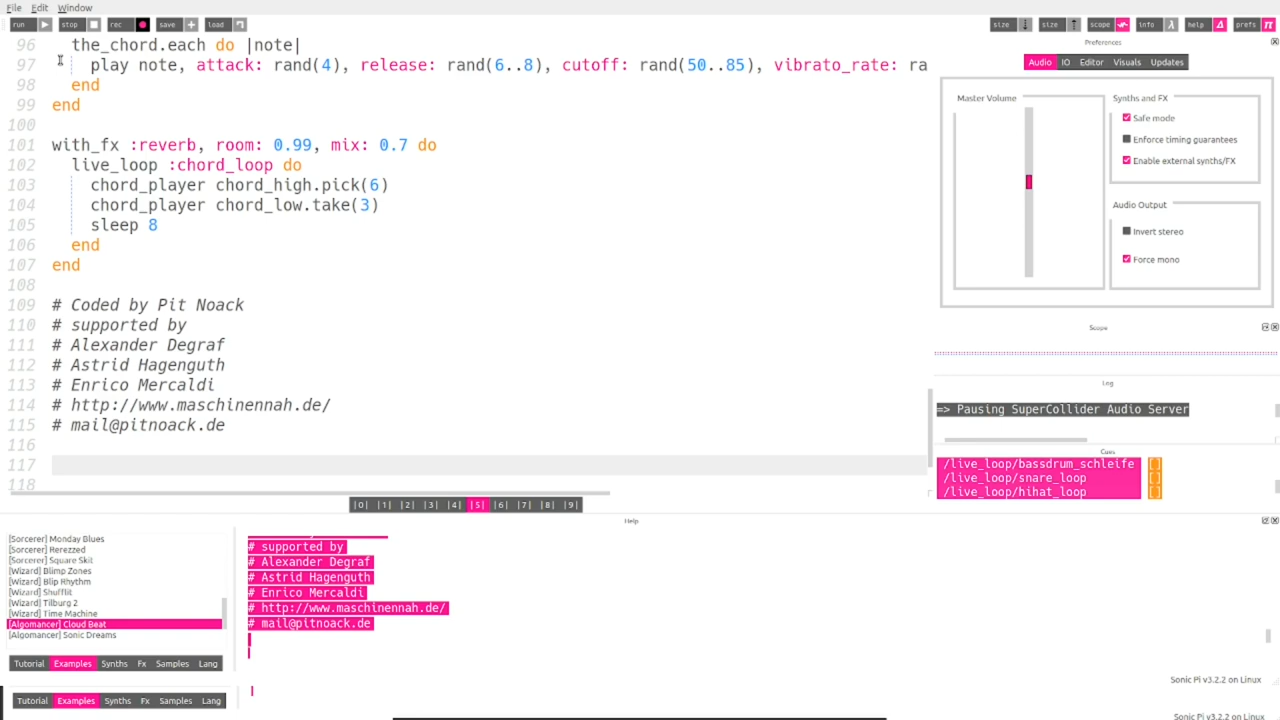 File Edit Window
run stop rec save load size size scope info help prefs
96 the_chord.each do |note|
97 play note, attack: rand(4), release: rand(6..8), cutoff: rand(50..85), vibrato_rate: ra
98 end
99 end
100
101 with_fx :reverb, room: 0.99, mix: 0.7 do
102 live_loop :chord_loop do
103 chord_player chord_high.pick(6)
104 chord_player chord_low.take(3)
105 sleep 8
106 end
107 end
108
109 # Coded by Pit Noack
110 # supported by
111 # Alexander Degraf
112 # Astrid Hagenguth
113 # Enrico Mercaldi
114 # http://www.maschinennah.de/
115 # mail@pitnoack.de
116
117
118
|0| |1| |2| |3| |4| |5| |6| |7| |8| |9|
Preferences
Audio IO Editor Visuals Updates
Master Volume
Synths and FX
Safe mode
Enforce timing guarantees
Enable external synths/FX
Audio Output
Invert stereo
Force mono
Scope
Log
=> Pausing SuperCollider Audio Server
Cues
/live_loop/bassdrum_schleife []
/live_loop/snare_loop []
/live_loop/hihat_loop []
Help
[Sorcerer] Monday Blues
[Sorcerer] Rerezzed
[Sorcerer] Square Skit
[Wizard] Blimp Zones
[Wizard] Blip Rhythm
[Wizard] Shufflit
[Wizard] Tilburg 2
[Wizard] Time Machine
[Algomancer] Cloud Beat
[Algomancer] Sonic Dreams
Tutorial Examples Synths Fx Samples Lang
# supported by
# Alexander Degraf
# Astrid Hagenguth
# Enrico Mercaldi
# http://www.maschinennah.de/
# mail@pitnoack.de
Sonic Pi v3.2.2 on Linux
Tutorial Examples Synths Fx Samples Lang
Sonic Pi v3.2.2 on Linux